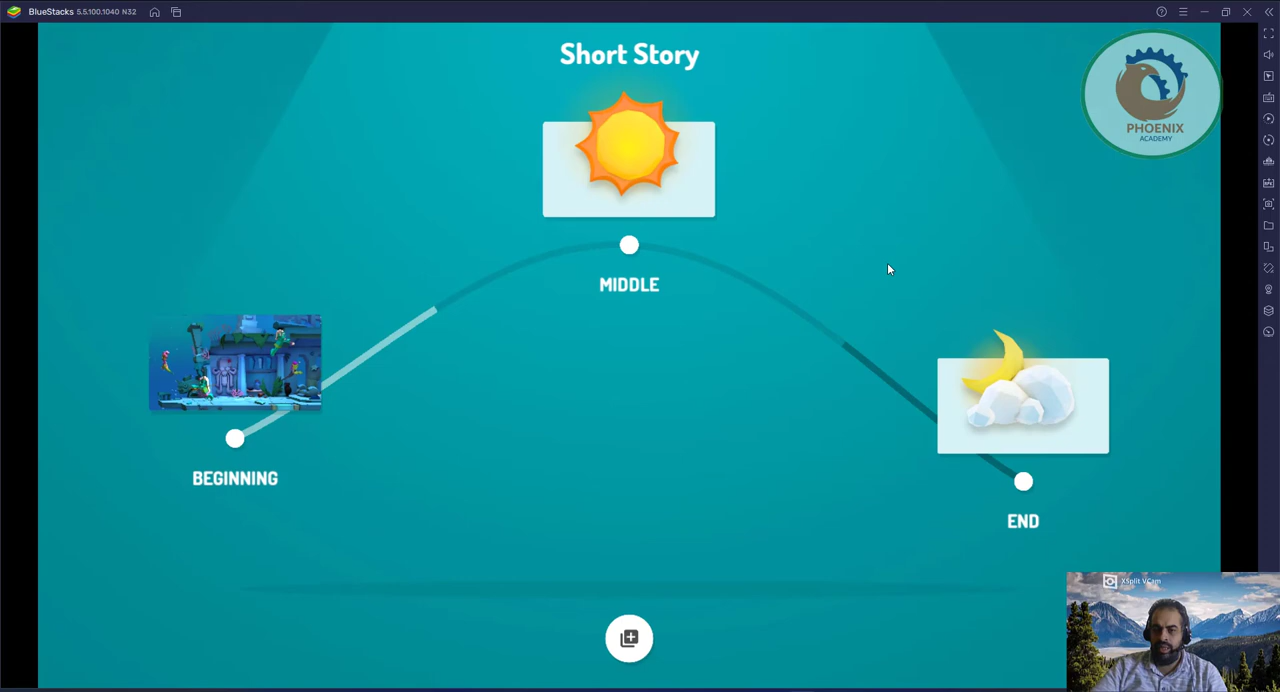 BlueStacks 5.5.100.1040 N32
Short Story
PHOENIX
ACADEMY
MIDDLE
BEGINNING
END
XSplit VCam